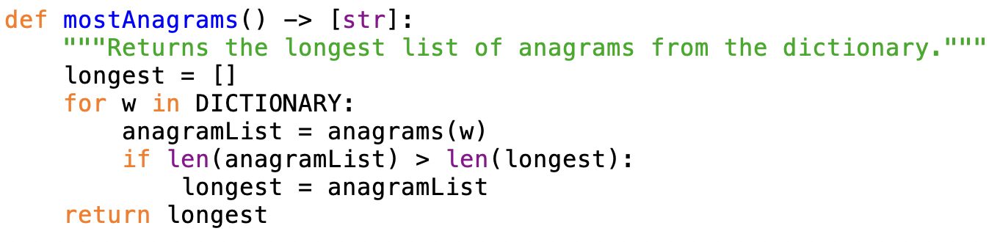 def mostAnagrams() -> [str]:
    """Returns the longest list of anagrams from the dictionary."""
    longest = []
    for w in DICTIONARY:
        anagramList = anagrams(w)
        if len(anagramList) > len(longest):
            longest = anagramList
    return longest